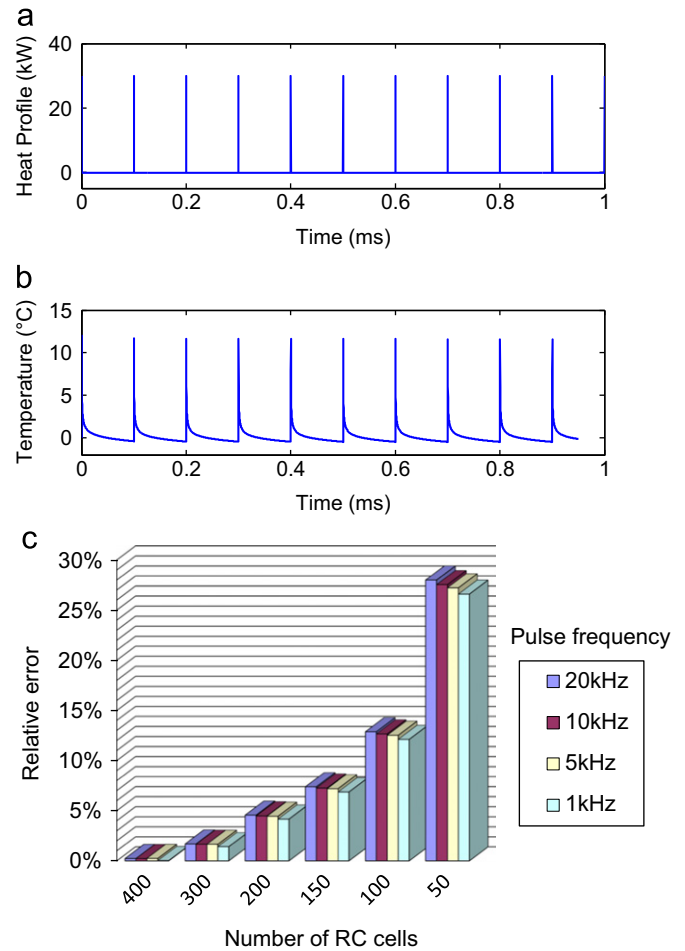 a
Heat Profile (kW)
40
20
0
0 0.2 0.4 0.6 0.8 1
Time (ms)
b
Temperature (°C)
15
10
5
0
0 0.2 0.4 0.6 0.8 1
Time (ms)
c
Relative error
30%
25%
20%
15%
10%
5%
0%
400 300 200 150 100 50
Number of RC cells
Pulse frequency
20kHz
10kHz
5kHz
1kHz